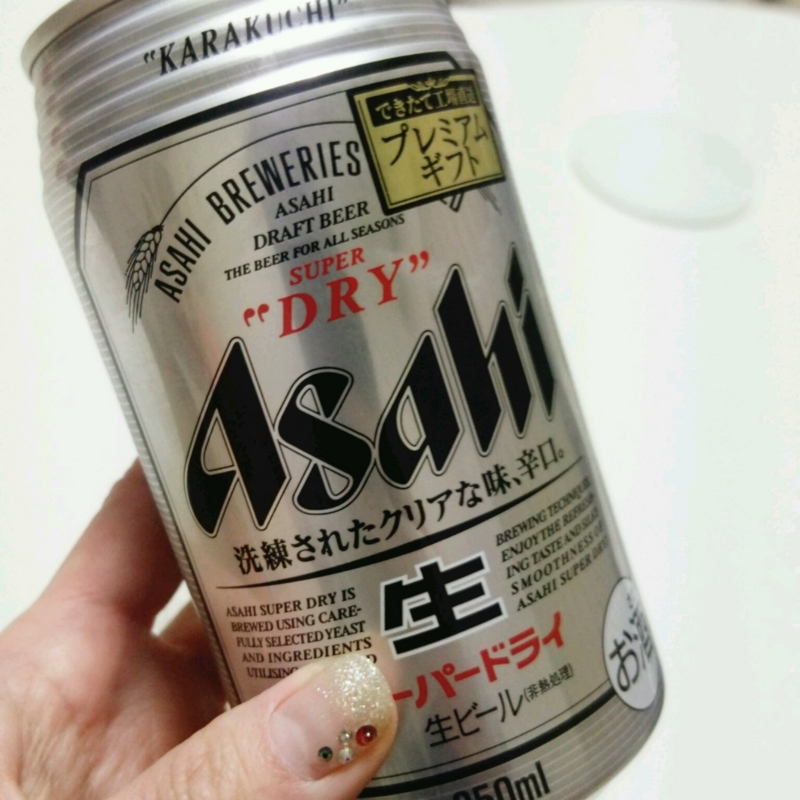 "KARAKUCHI"
できたて工場直送
プレミアム
ギフト
ASAHI BREWERIES
ASAHI
DRAFT BEER
THE BEER FOR ALL SEASONS
SUPER
"DRY"
Asahi
洗練されたクリアな味、辛口。
BREWING TECHNIQUE
ENJOY THE REFRESH-
ING TASTE AND
SMOOTHNESS OF
ASAHI SUPER DRY
生
ASAHI SUPER DRY IS
BREWED USING CARE-
FULLY SELECTED YEAST
AND INGREDIENTS
UTILISING
ーパードライ
生ビール(非熱処理)
お酒
350ml